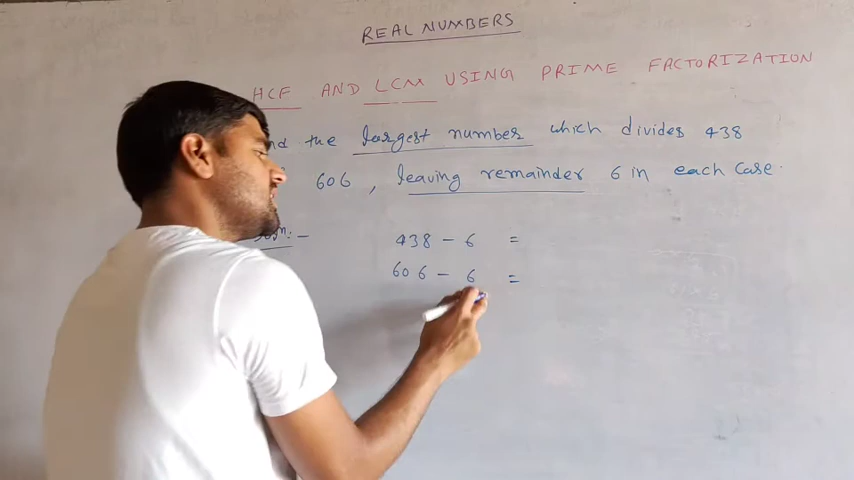 REAL NUMBERS
HCF AND LCM USING PRIME FACTORIZATION
the largest number which divides 438
606, leaving remainder 6 in each case.
438 - 6 =
606 - 6 =